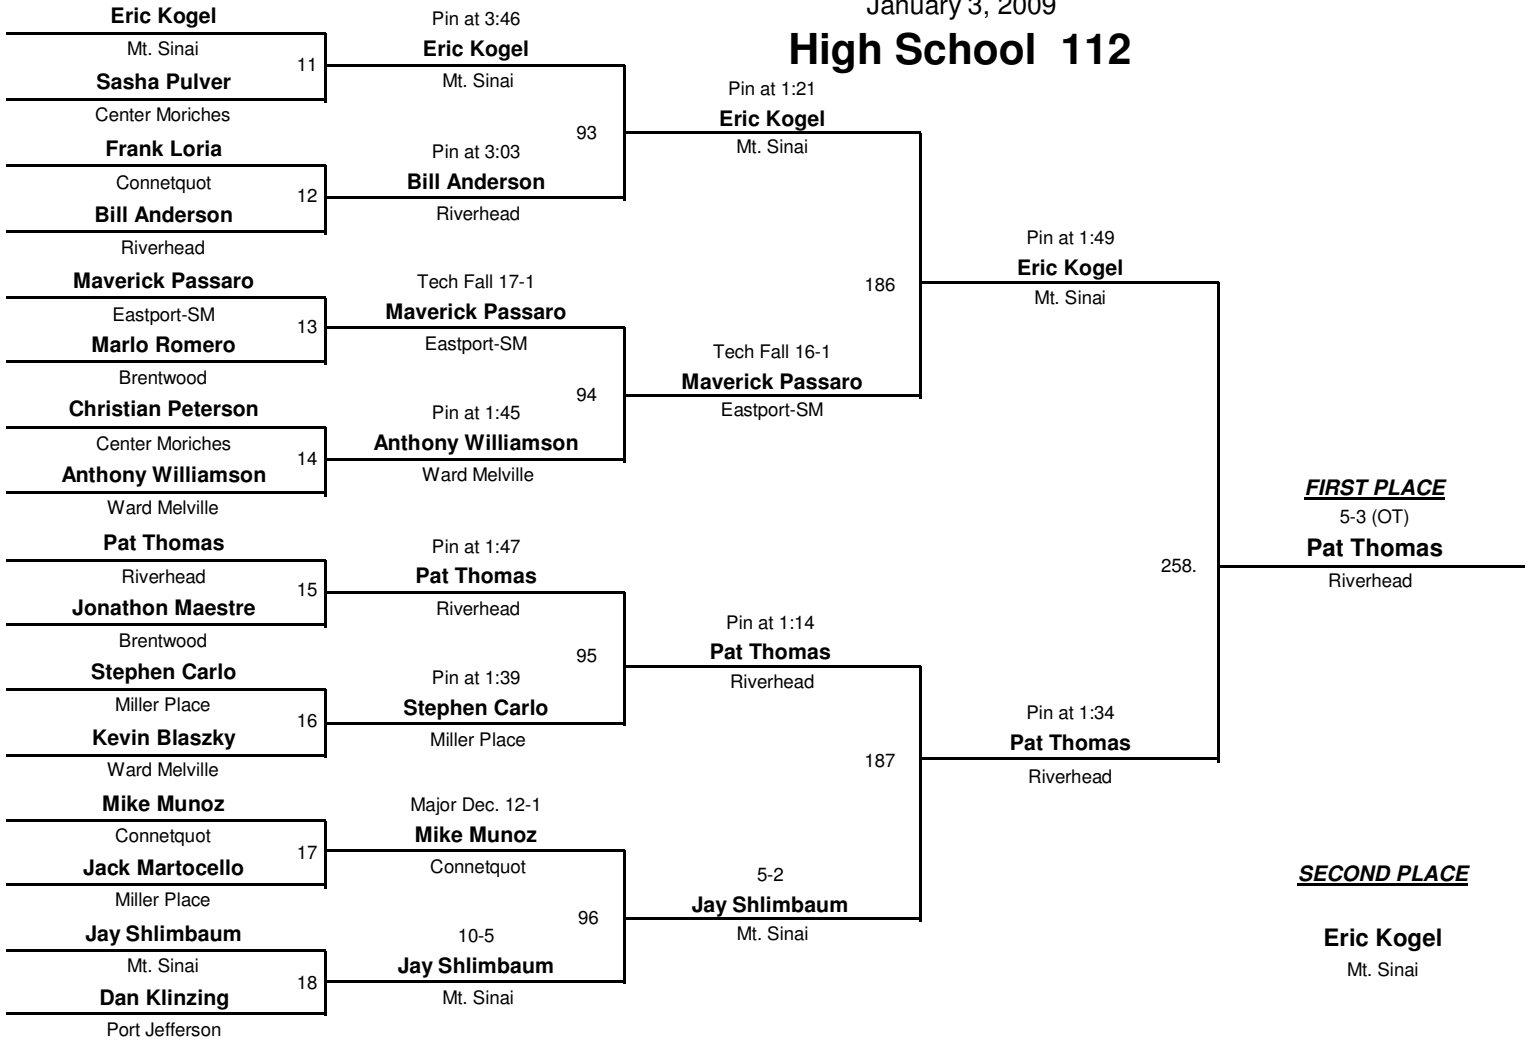 January 3, 2009
High School 112
Eric Kogel
Mt. Sinai
11
Sasha Pulver
Center Moriches
Frank Loria
Connetquot
12
Bill Anderson
Riverhead
Maverick Passaro
Eastport-SM
13
Marlo Romero
Brentwood
Christian Peterson
Center Moriches
14
Anthony Williamson
Ward Melville
Pat Thomas
Riverhead
15
Jonathon Maestre
Brentwood
Stephen Carlo
Miller Place
16
Kevin Blaszky
Ward Melville
Mike Munoz
Connetquot
17
Jack Martocello
Miller Place
Jay Shlimbaum
Mt. Sinai
18
Dan Klinzing
Port Jefferson
Pin at 3:46
Eric Kogel
Mt. Sinai
93
Pin at 3:03
Bill Anderson
Riverhead
Tech Fall 17-1
Maverick Passaro
Eastport-SM
94
Pin at 1:45
Anthony Williamson
Ward Melville
Pin at 1:47
Pat Thomas
Riverhead
95
Pin at 1:39
Stephen Carlo
Miller Place
Major Dec. 12-1
Mike Munoz
Connetquot
96
10-5
Jay Shlimbaum
Mt. Sinai
Pin at 1:21
Eric Kogel
Mt. Sinai
186
Tech Fall 16-1
Maverick Passaro
Eastport-SM
Pin at 1:14
Pat Thomas
Riverhead
187
5-2
Jay Shlimbaum
Mt. Sinai
Pin at 1:49
Eric Kogel
Mt. Sinai
258.
Pin at 1:34
Pat Thomas
Riverhead
FIRST PLACE
5-3 (OT)
Pat Thomas
Riverhead
SECOND PLACE
Eric Kogel
Mt. Sinai